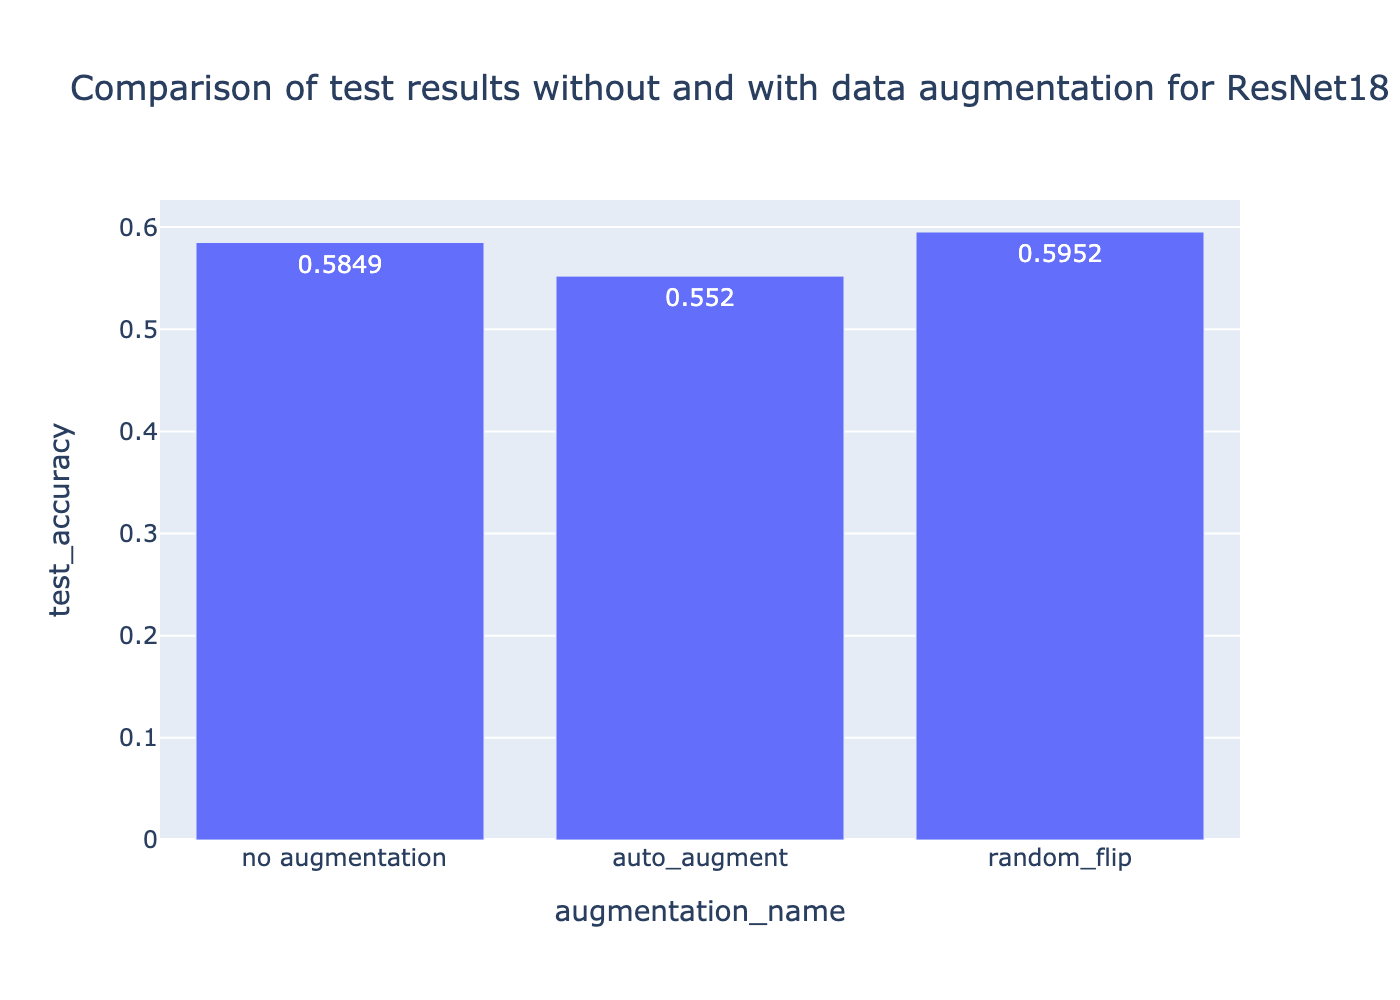 Comparison of test results without and with data augmentation for ResNet18
0.6
0.5
0.4
0.3
0.2
0.1
0
test_accuracy
0.5849
0.552
0.5952
no augmentation
auto_augment
random_flip
augmentation_name